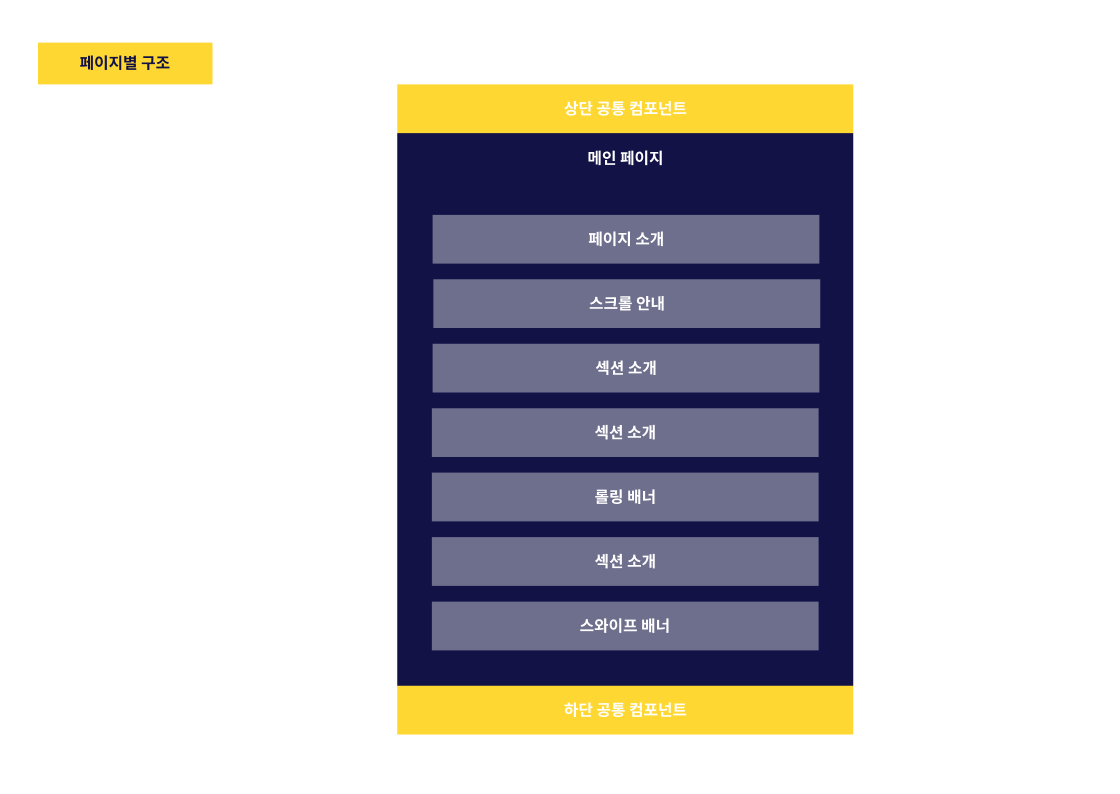 페이지별 구조
상단 공통 컴포넌트
메인 페이지
페이지 소개
스크롤 안내
섹션 소개
섹션 소개
롤링 배너
섹션 소개
스와이프 배너
하단 공통 컴포넌트